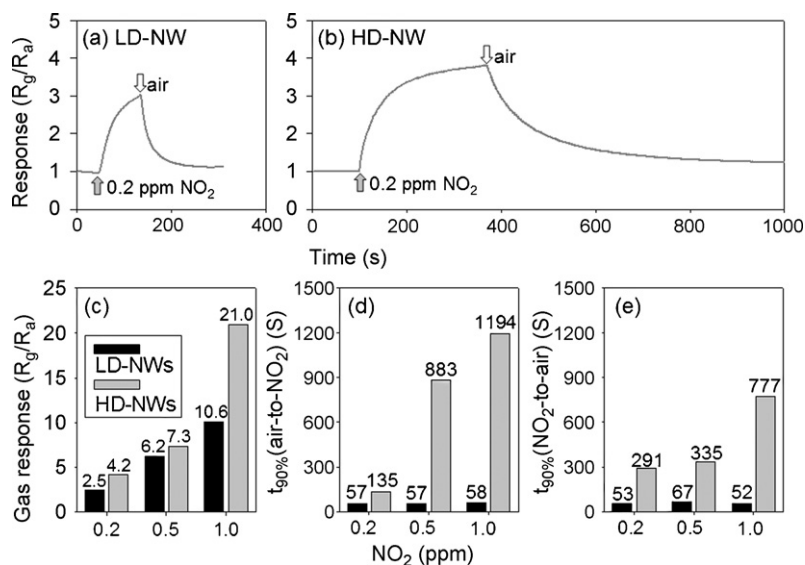 (a) LD-NW
(b) HD-NW
Response (Rg/Ra)
5
4
3
2
1
0
air
0.2 ppm NO2
0 200 400
5
4
3
2
1
0
air
0.2 ppm NO2
0 200 400 600 800 1000
Time (s)
(c)
Gas response (Rg/Ra)
25
20
15
10
5
0
LD-NWs
HD-NWs
2.5 4.2 6.2 7.3 10.6 21.0
0.2 0.5 1.0
(d)
t90%(air-to-NO2) (S)
1500
1200
900
600
300
0
57 135 57 883 58 1194
0.2 0.5 1.0
(e)
t90%(NO2-to-air) (S)
1500
1200
900
600
300
0
53 291 67 335 52 777
0.2 0.5 1.0
NO2 (ppm)